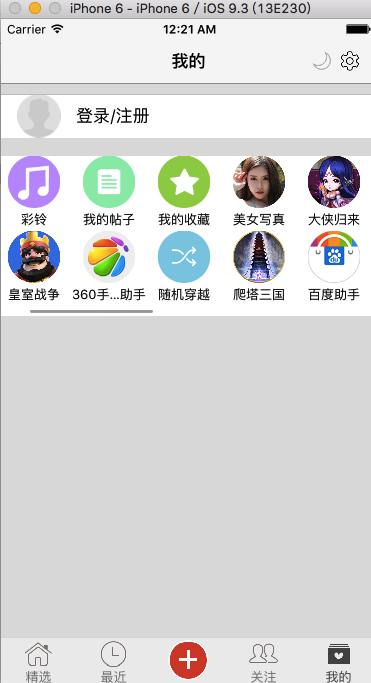 iPhone 6 - iPhone 6 / iOS 9.3 (13E230)
Carrier 12:21 AM
我的
登录/注册
彩铃 我的帖子 我的收藏 美女写真 大侠归来
皇室战争 360手...助手 随机穿越 爬塔三国 百度助手
精选 最近 关注 我的